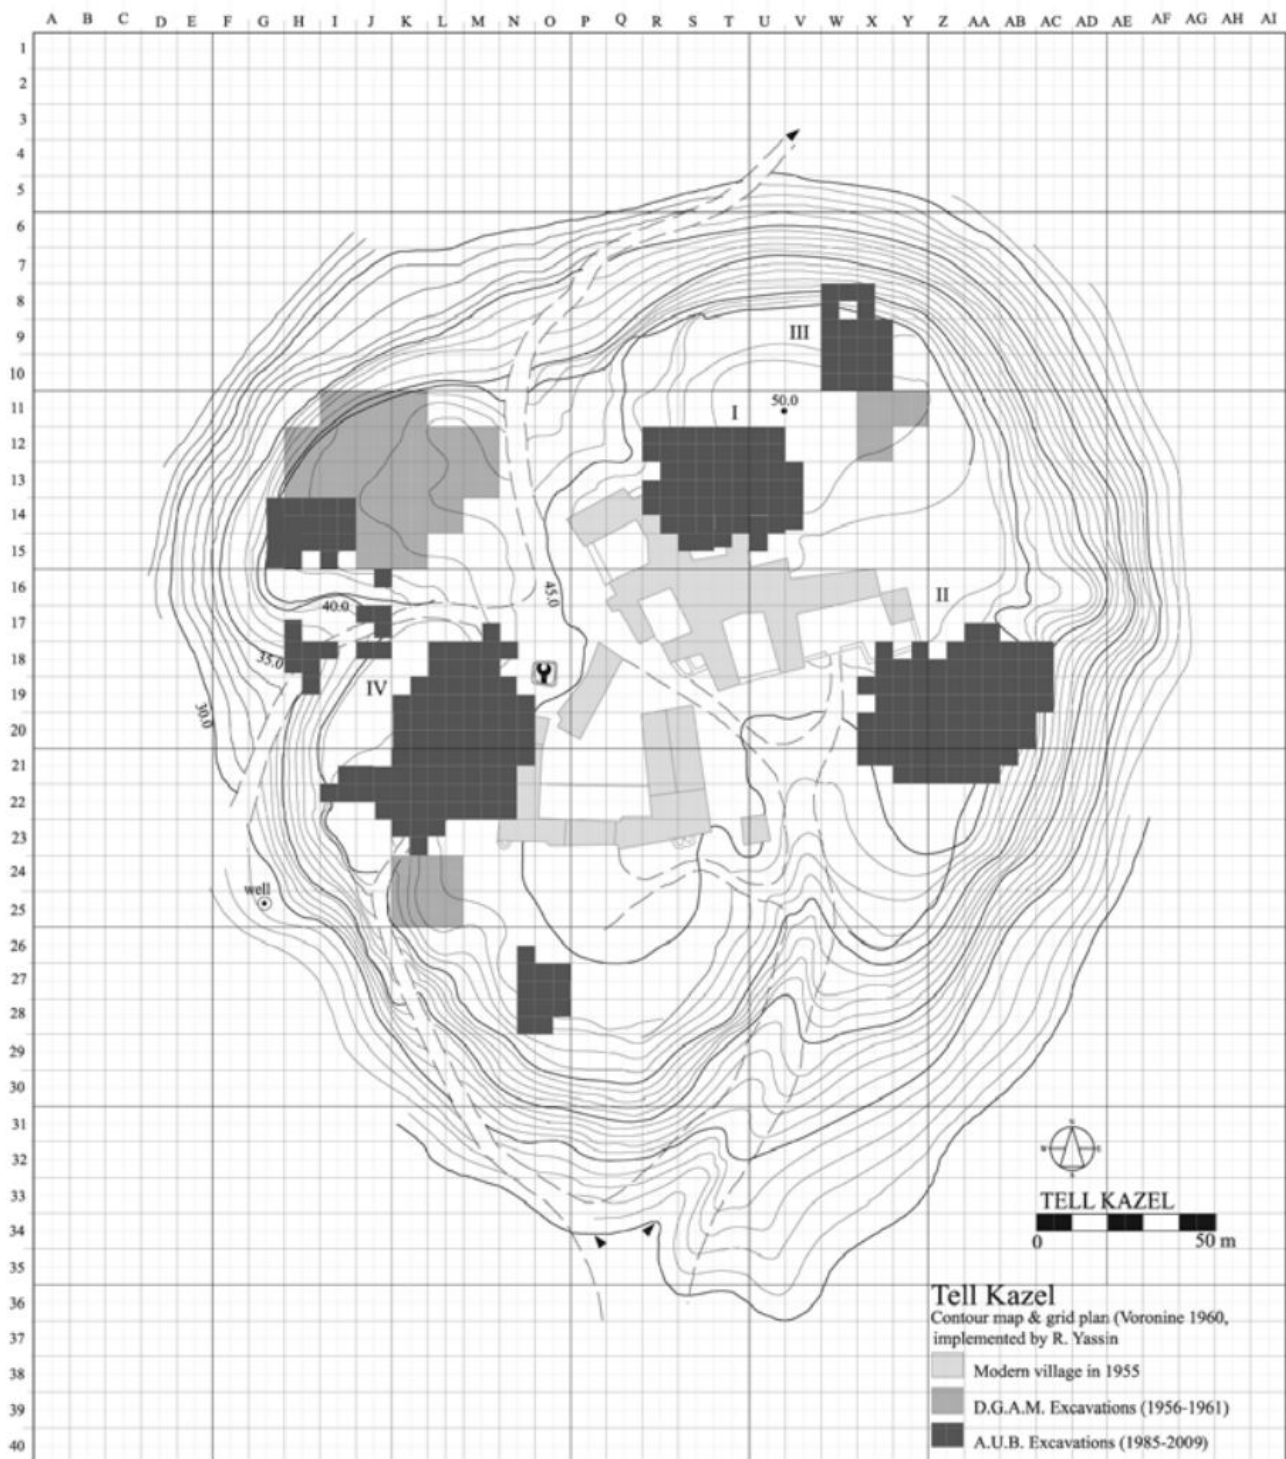 A B C D E F G H I J K L M N O P Q R S T U V W X Y Z AA AB AC AD AE AF AG AH AI
1
2
3
4
5
6
7
8
III
9
10
50.0
11
I
12
13
14
15
16
45.0
II
40.0
17
35.0
18
IV
19
30.0
20
21
22
23
24
well
25
26
27
28
29
30
31
N
W E
S
32
33
TELL KAZEL
34
0 50 m
35
36
Tell Kazel
Contour map & grid plan (Voronine 1960,
37
implemented by R. Yassin
38
Modern village in 1955
39
D.G.A.M. Excavations (1956-1961)
40
A.U.B. Excavations (1985-2009)